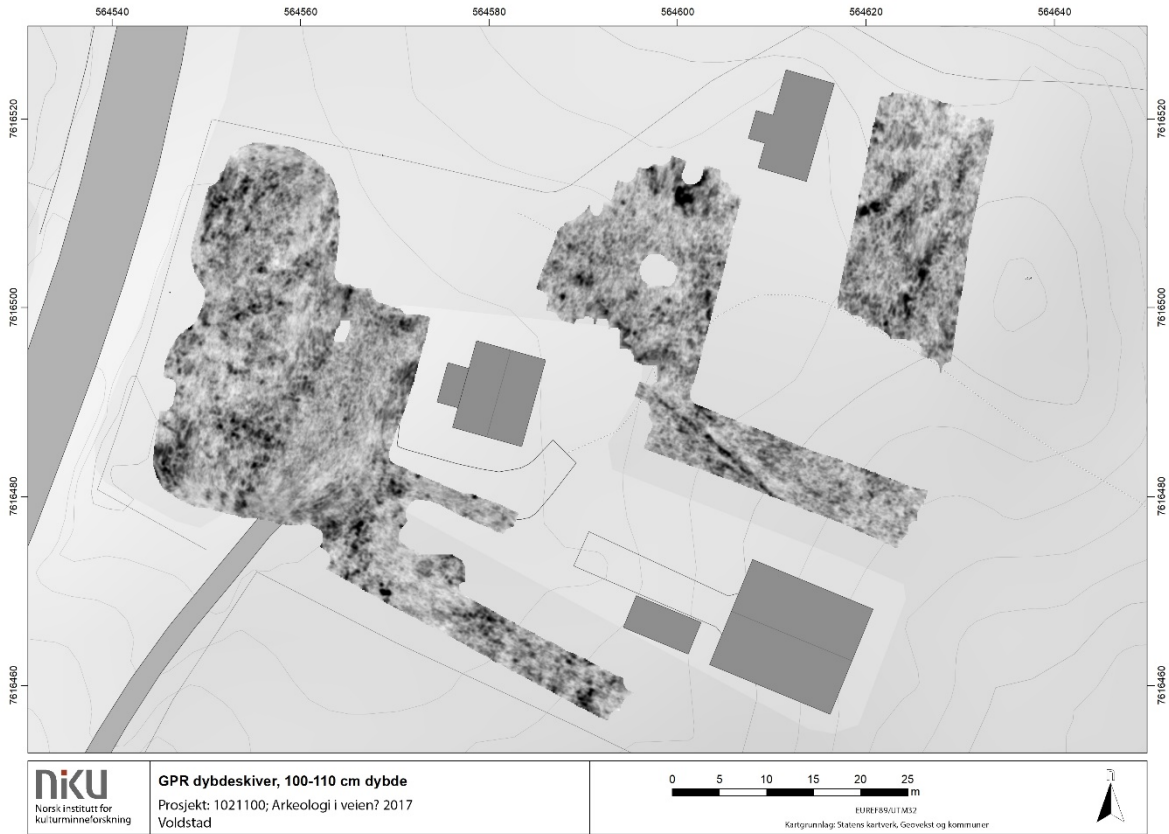 564540 564560 564580 564600 564620 564640
7616520 7616520
7616500 7616500
7616480 7616480
7616460 7616460
niku
Norsk institutt for
kulturminneforskning
GPR dybdeskiver, 100-110 cm dybde
Prosjekt: 1021100; Arkeologi i veien? 2017
Voldstad
0 5 10 15 20 25
m
EUREF89/UTM32
Kartgrunnlag: Statens kartverk, Geovekst og kommuner